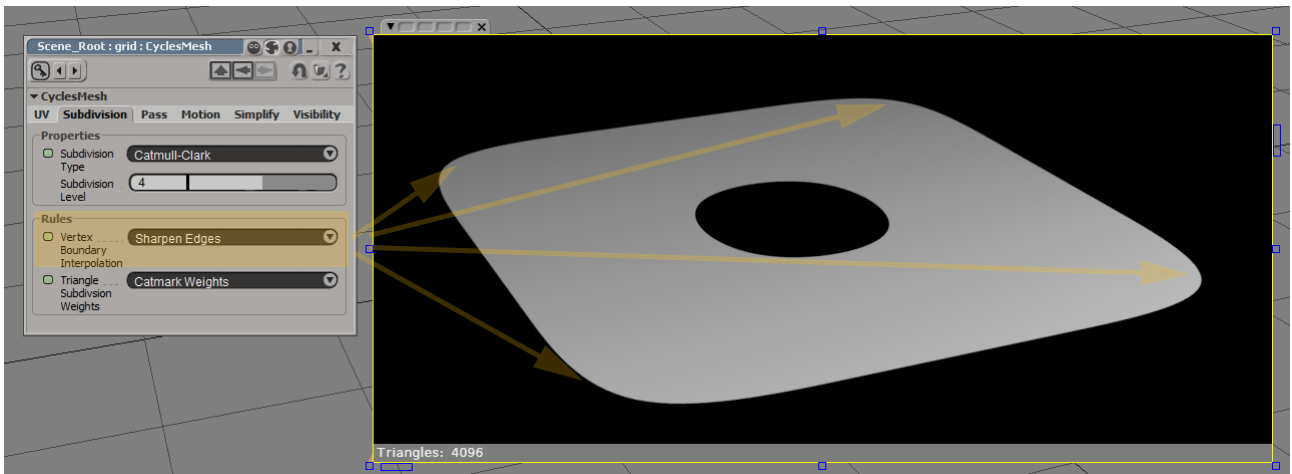 Scene_Root : grid : CyclesMesh
X
?
CyclesMesh
UV Subdivision Pass Motion Simplify Visibility
Properties
Subdivision Type
Catmull-Clark
Subdivision Level
4
Rules
Vertex Boundary Interpolation
Sharpen Edges
Triangle Subdivsion Weights
Catmark Weights
Triangles: 4096